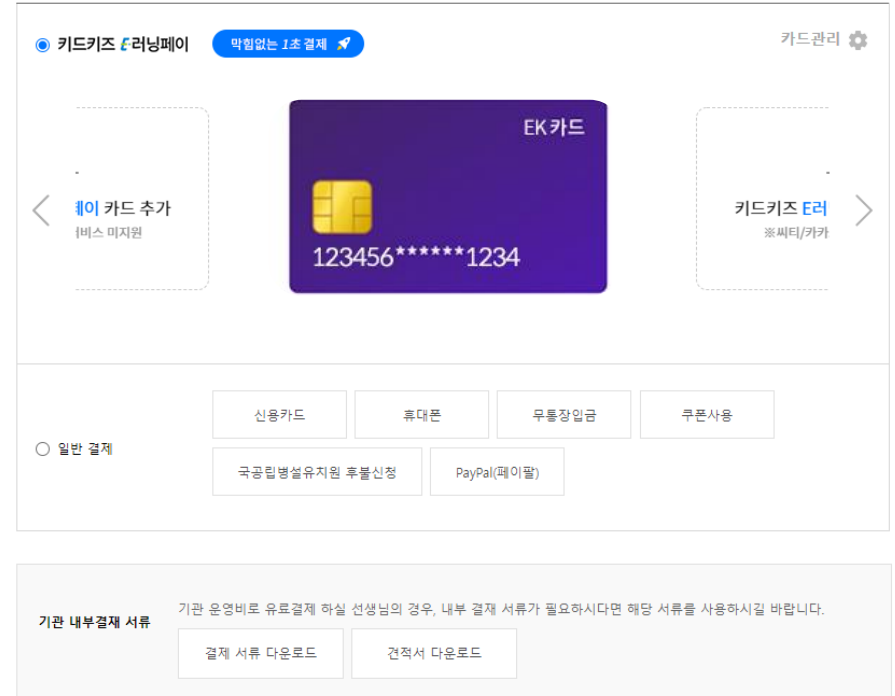 키드키즈 E-러닝페이 막힘없는 1초 결제 카드관리
EK카드
페이 카드 추가
서비스 미지원
123456******1234
키드키즈 E러
※씨티/카카
일반 결제
신용카드 휴대폰 무통장입금 쿠폰사용
국공립병설유치원 후불신청 PayPal(페이팔)
기관 내부결재 서류
기관 운영비로 유료결제 하실 선생님의 경우, 내부 결재 서류가 필요하시다면 해당 서류를 사용하시길 바랍니다.
결제 서류 다운로드 견적서 다운로드